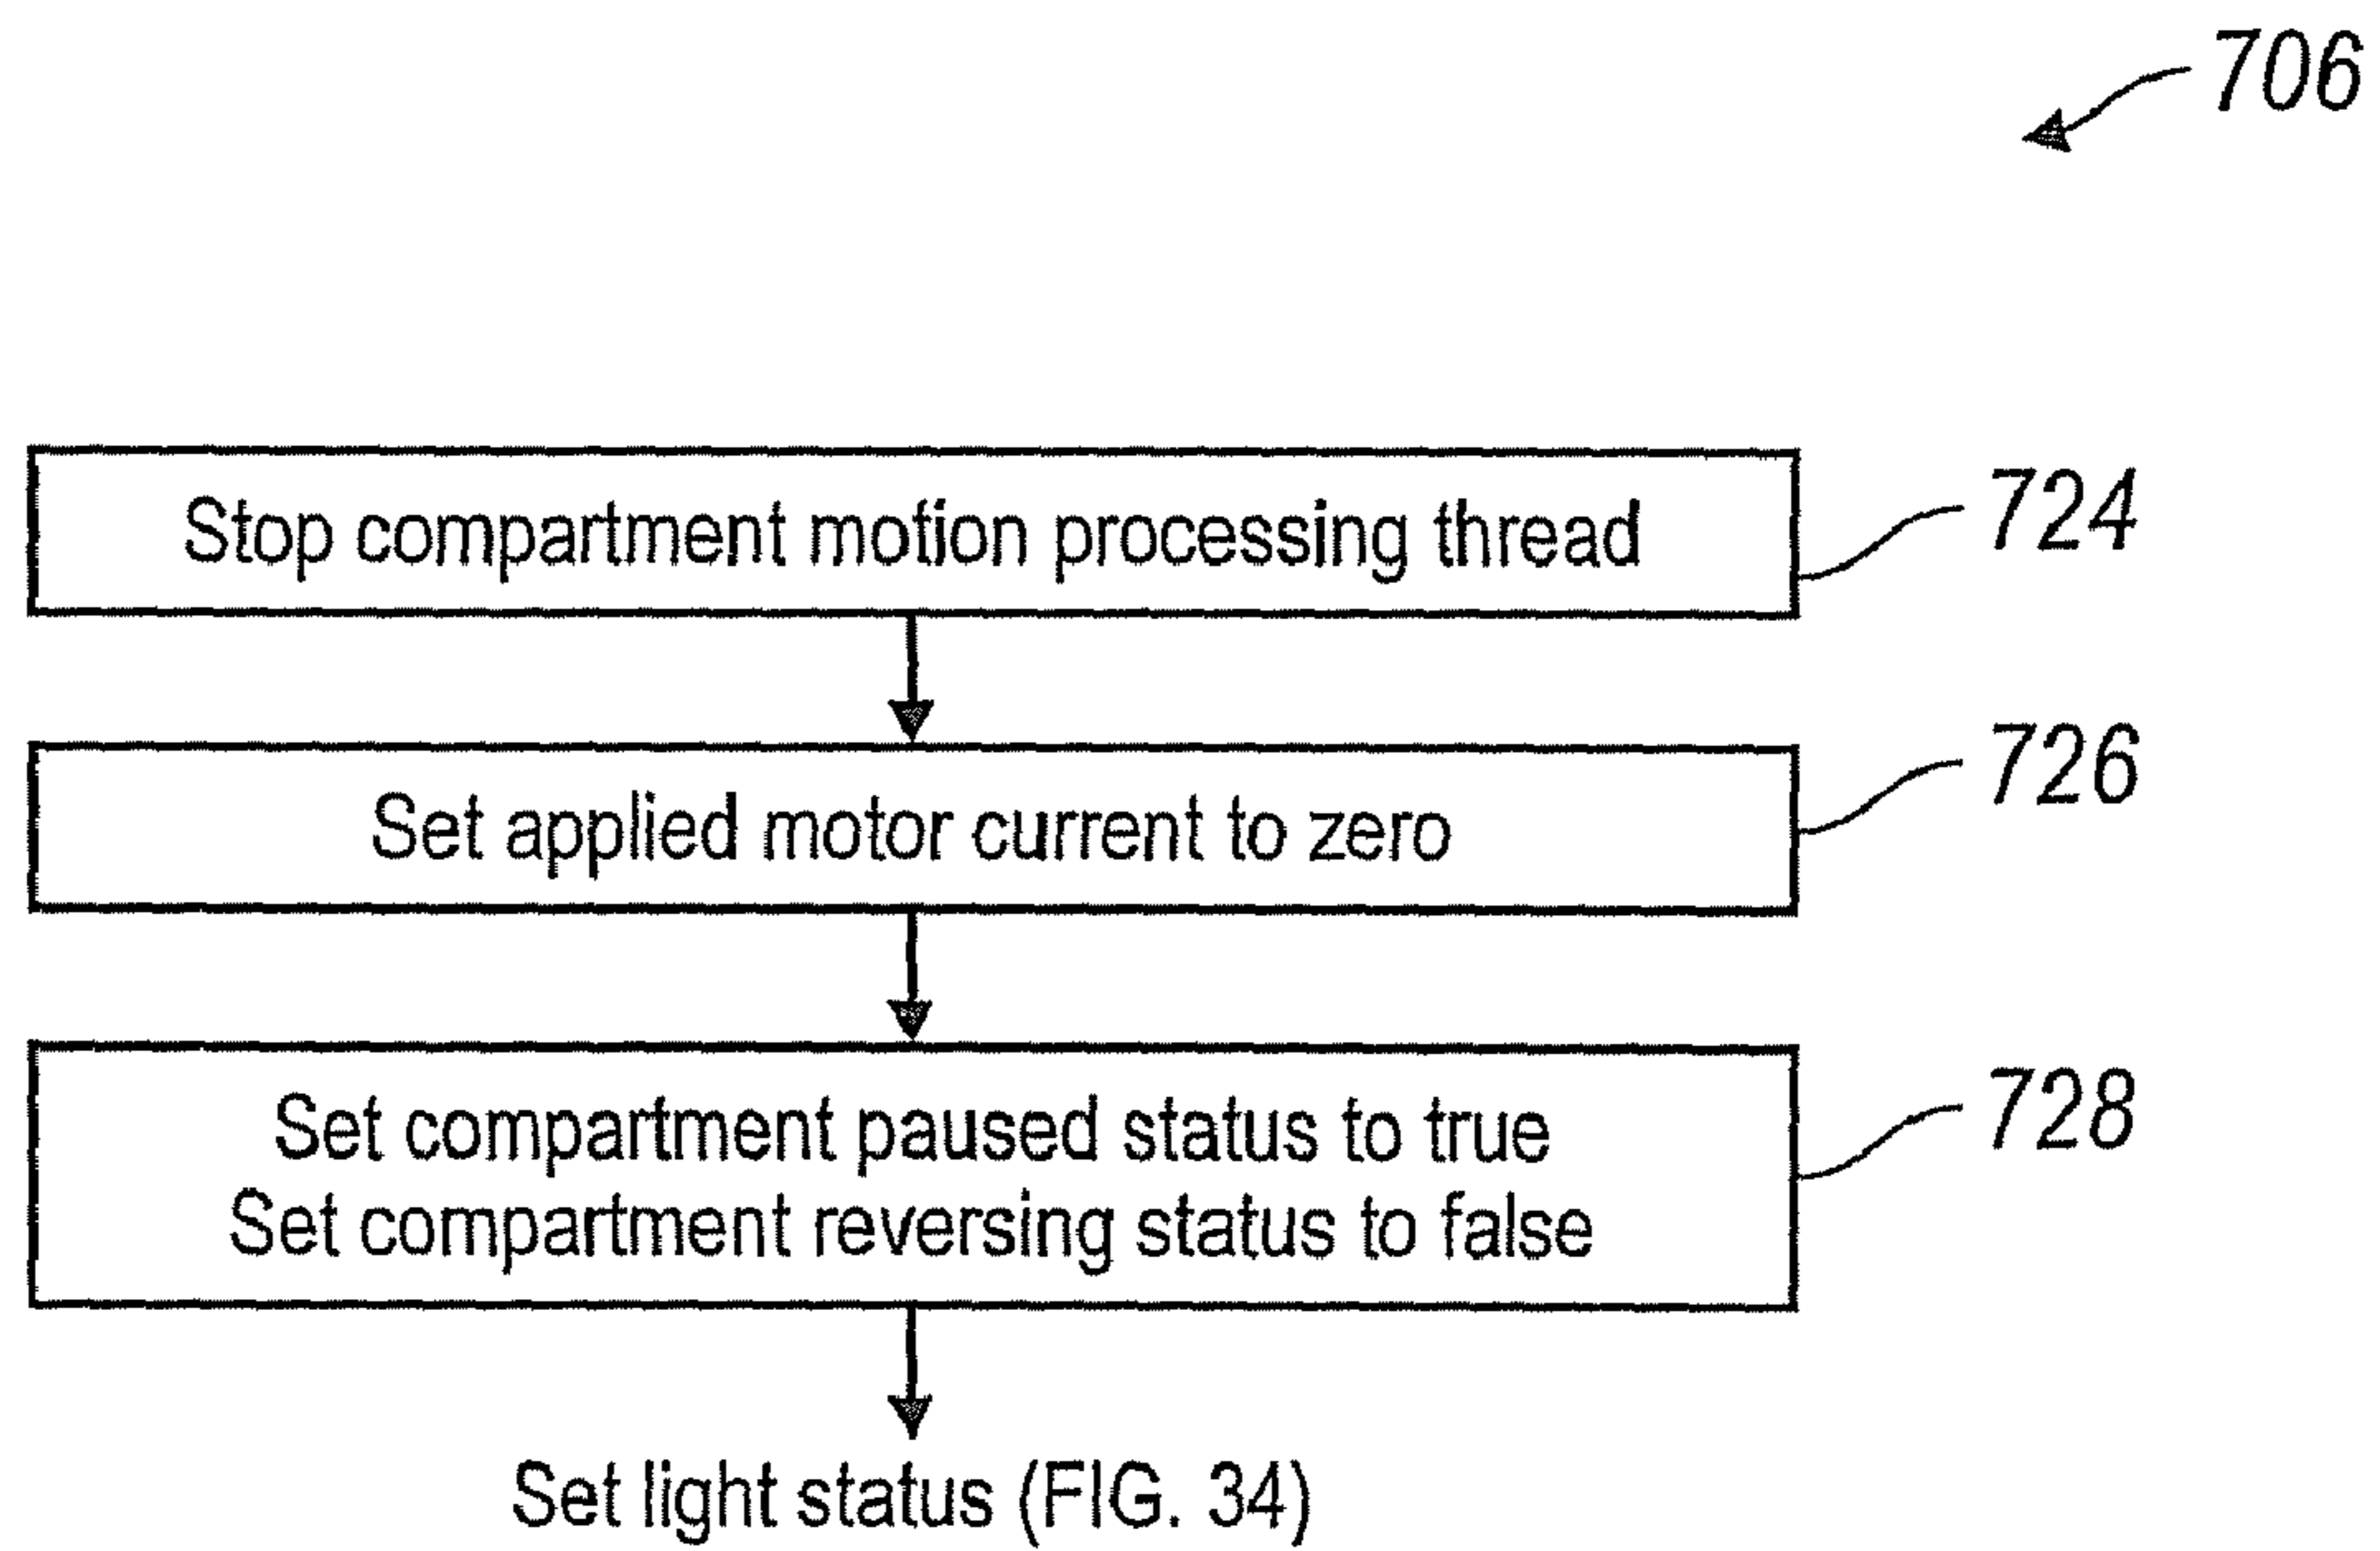 706
Stop compartment motion processing thread
724
Set applied motor current to zero
726
Set compartment paused status to true
Set compartment reversing status to false
728
Set light status (FIG. 34)